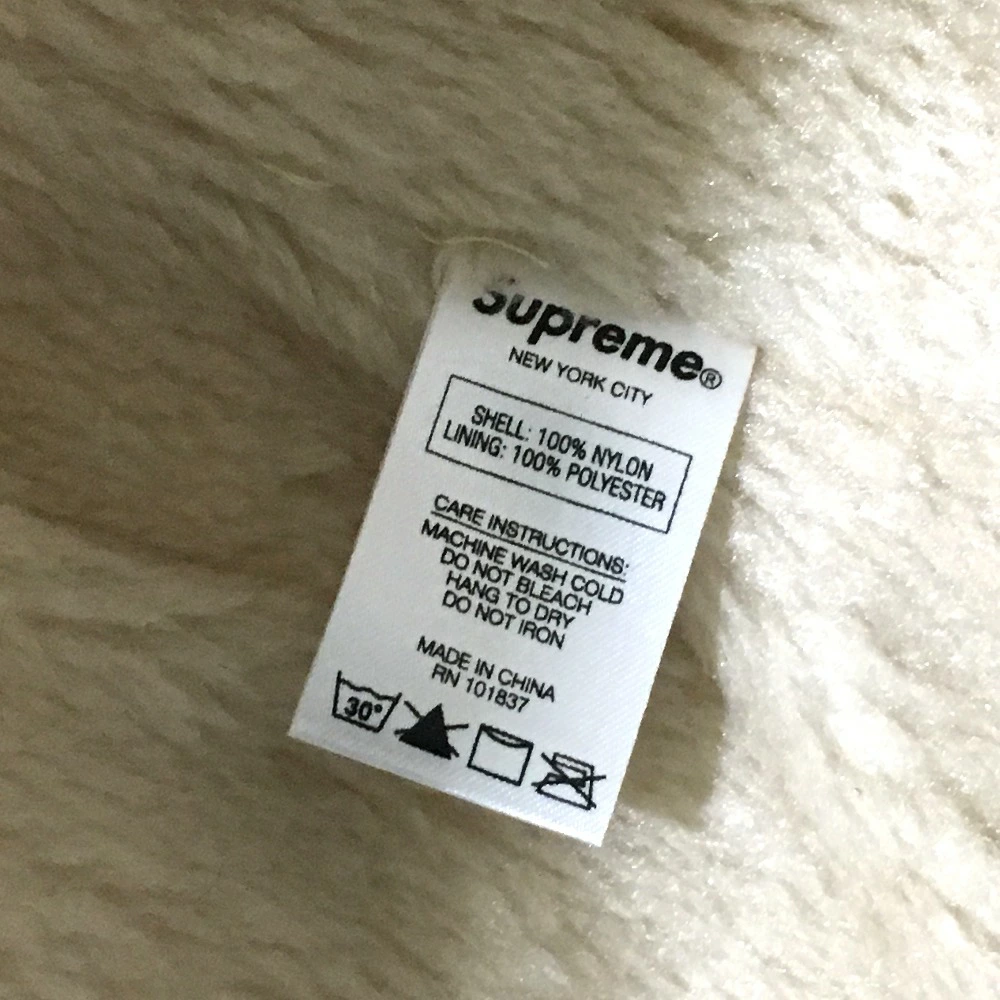 Supreme®
NEW YORK CITY
SHELL: 100% NYLON
LINING: 100% POLYESTER
CARE INSTRUCTIONS:
MACHINE WASH COLD
DO NOT BLEACH
HANG TO DRY
DO NOT IRON
MADE IN CHINA
RN 101837
30°